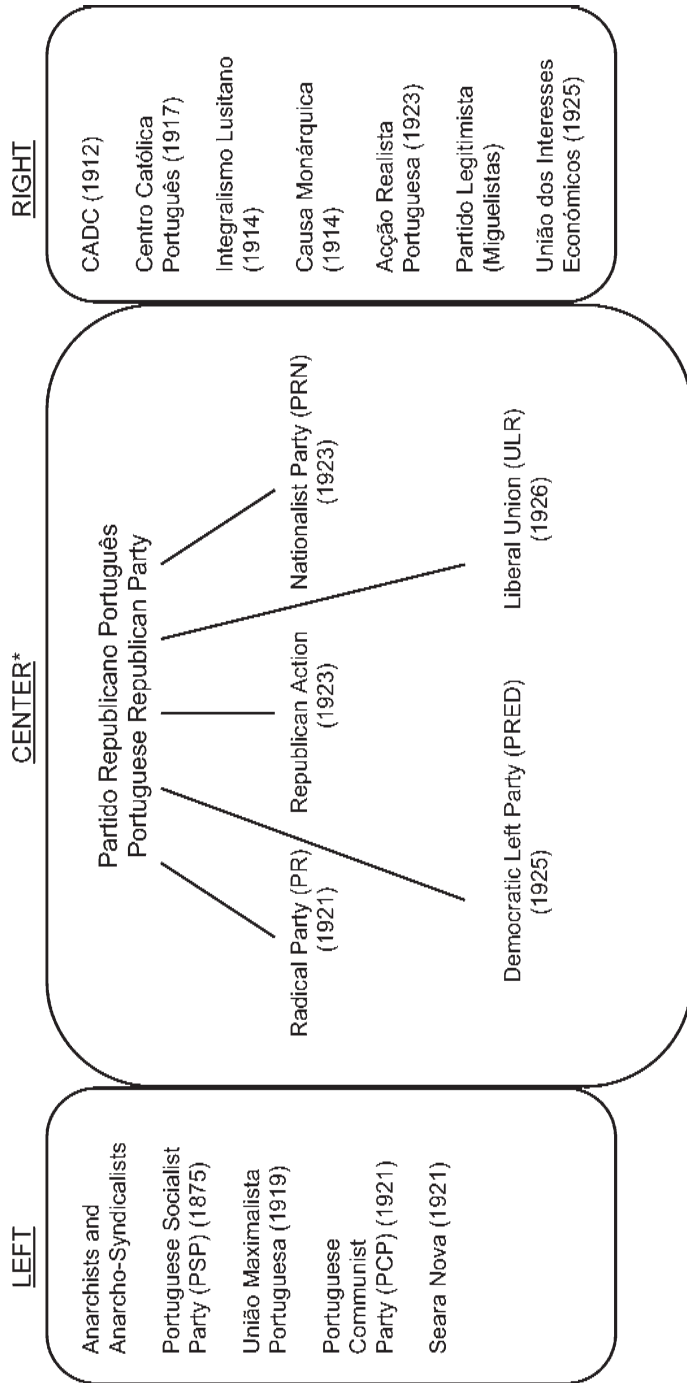 LEFT
Anarchists and
Anarcho-Syndicalists
Portuguese Socialist
Party (PSP) (1875)
União Maximalista
Portuguesa (1919)
Portuguese
Communist
Party (PCP) (1921)
Seara Nova (1921)
CENTER*
Partido Republicano Português
Portuguese Republican Party
Radical Party (PR)
(1921)
Republican Action
(1923)
Nationalist Party (PRN)
(1923)
Democratic Left Party (PRED)
(1925)
Liberal Union (ULR)
(1926)
RIGHT
CADC (1912)
Centro Católica
Português (1917)
Integralismo Lusitano
(1914)
Causa Monárquica
(1914)
Acção Realista
Portuguesa (1923)
Partido Legitimista
(Miguelistas)
União dos Interesses
Económicos (1925)